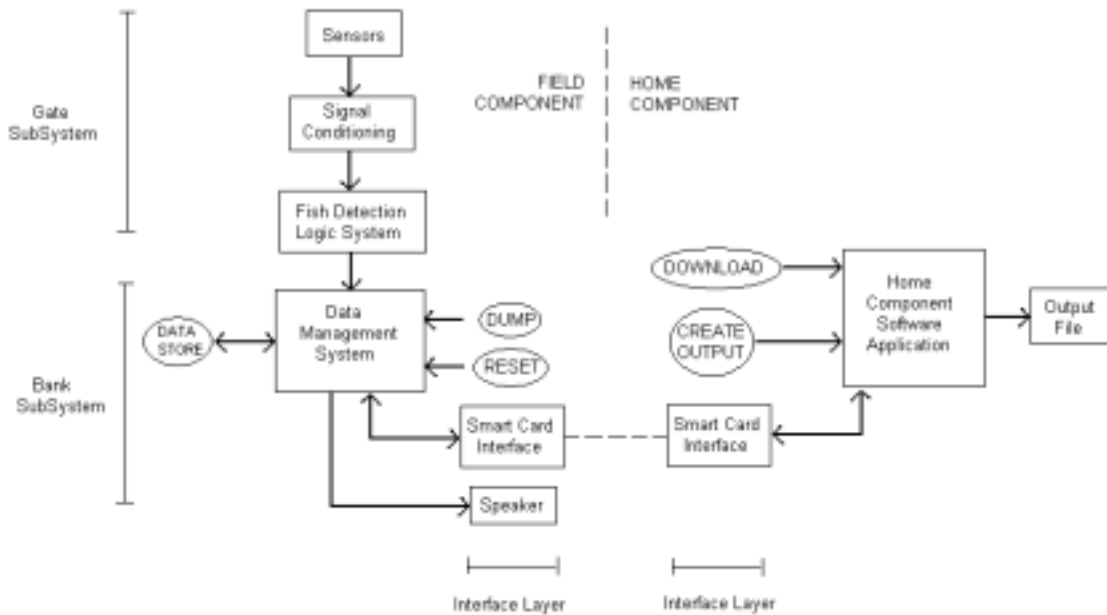 Sensors
FIELD
COMPONENT
HOME
COMPONENT
Gate
SubSystem
Signal
Conditioning
Fish Detection
Logic System
DOWNLOAD
Home
Component
Software
Application
Output
File
Data
Management
System
DATA
STORE
DUMP
RESET
CREATE
OUTPUT
Bank
SubSystem
Smart Card
Interface
Smart Card
Interface
Speaker
Interface Layer
Interface Layer